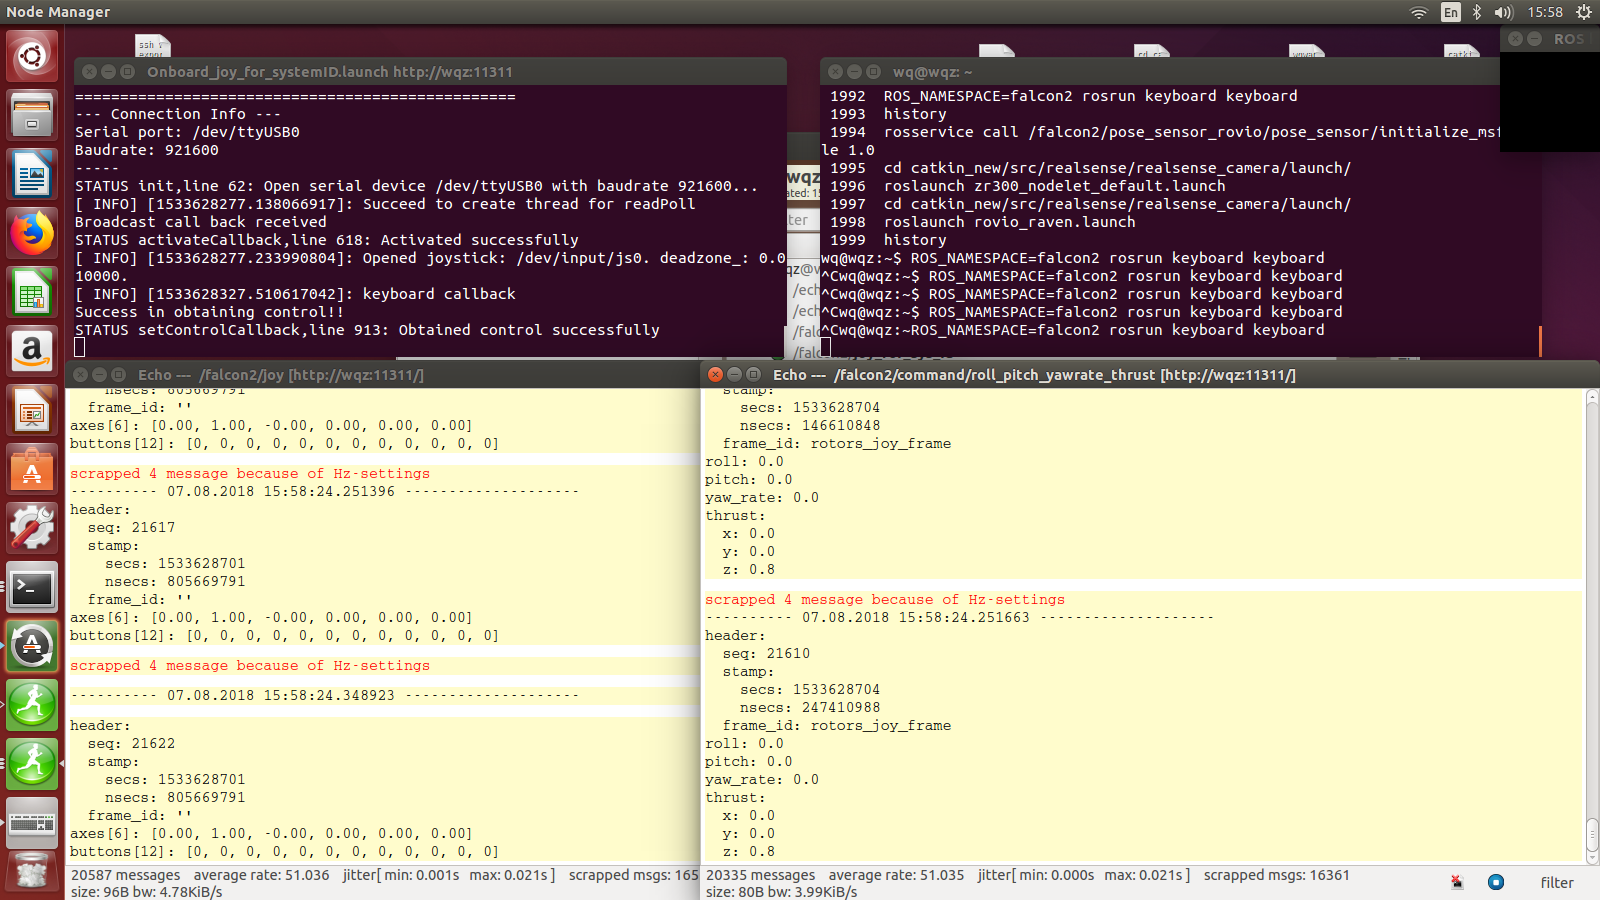 Node Manager
En
15:58
ssh v
expor
cd cat
ROS
Onboard_joy_for_systemID.launch http://wqz:11311
================================================
--- Connection Info ---
Serial port: /dev/ttyUSB0
Baudrate: 921600
-----
STATUS init,line 62: Open serial device /dev/ttyUSB0 with baudrate 921600...
[ INFO] [1533628277.138066917]: Succeed to create thread for readPoll
Broadcast call back received
STATUS activateCallback,line 618: Activated successfully
[ INFO] [1533628277.233990804]: Opened joystick: /dev/input/js0. deadzone_: 0.0
10000.
[ INFO] [1533628327.510617042]: keyboard callback
Success in obtaining control!!
STATUS setControlCallback,line 913: Obtained control successfully
wqz
ated: 15
ter
qz@w
/ech
/ech
/fal
/falc
wq@wqz: ~
1992  ROS_NAMESPACE=falcon2 rosrun keyboard keyboard
1993  history
1994  rosservice call /falcon2/pose_sensor_rovio/pose_sensor/initialize_msf
le 1.0
1995  cd catkin_new/src/realsense/realsense_camera/launch/
1996  roslaunch zr300_nodelet_default.launch
1997  cd catkin_new/src/realsense/realsense_camera/launch/
1998  roslaunch rovio_raven.launch
1999  history
wq@wqz:~$ ROS_NAMESPACE=falcon2 rosrun keyboard keyboard
^Cwq@wqz:~$ ROS_NAMESPACE=falcon2 rosrun keyboard keyboard
^Cwq@wqz:~$ ROS_NAMESPACE=falcon2 rosrun keyboard keyboard
^Cwq@wqz:~$ ROS_NAMESPACE=falcon2 rosrun keyboard keyboard
^Cwq@wqz:~ROS_NAMESPACE=falcon2 rosrun keyboard keyboard
Echo --- /falcon2/joy [http://wqz:11311/]
nsecs: 805669791
frame_id: ''
axes[6]: [0.00, 1.00, -0.00, 0.00, 0.00, 0.00]
buttons[12]: [0, 0, 0, 0, 0, 0, 0, 0, 0, 0, 0, 0]
scrapped 4 message because of Hz-settings
---------- 07.08.2018 15:58:24.251396 --------------------
header:
seq: 21617
stamp:
secs: 1533628701
nsecs: 805669791
frame_id: ''
axes[6]: [0.00, 1.00, -0.00, 0.00, 0.00, 0.00]
buttons[12]: [0, 0, 0, 0, 0, 0, 0, 0, 0, 0, 0, 0]
scrapped 4 message because of Hz-settings
---------- 07.08.2018 15:58:24.348923 --------------------
header:
seq: 21622
stamp:
secs: 1533628701
nsecs: 805669791
frame_id: ''
axes[6]: [0.00, 1.00, -0.00, 0.00, 0.00, 0.00]
buttons[12]: [0, 0, 0, 0, 0, 0, 0, 0, 0, 0, 0, 0]
20587 messages average rate: 51.036 jitter[ min: 0.001s max: 0.021s ] scrapped msgs: 165
size: 96B bw: 4.78KiB/s
Echo --- /falcon2/command/roll_pitch_yawrate_thrust [http://wqz:11311/]
stamp:
secs: 1533628704
nsecs: 146610848
frame_id: rotors_joy_frame
roll: 0.0
pitch: 0.0
yaw_rate: 0.0
thrust:
x: 0.0
y: 0.0
z: 0.8
scrapped 4 message because of Hz-settings
---------- 07.08.2018 15:58:24.251663 --------------------
header:
seq: 21610
stamp:
secs: 1533628704
nsecs: 247410988
frame_id: rotors_joy_frame
roll: 0.0
pitch: 0.0
yaw_rate: 0.0
thrust:
x: 0.0
y: 0.0
z: 0.8
20335 messages average rate: 51.035 jitter[ min: 0.000s max: 0.021s ] scrapped msgs: 16361
size: 80B bw: 3.99KiB/s
filter